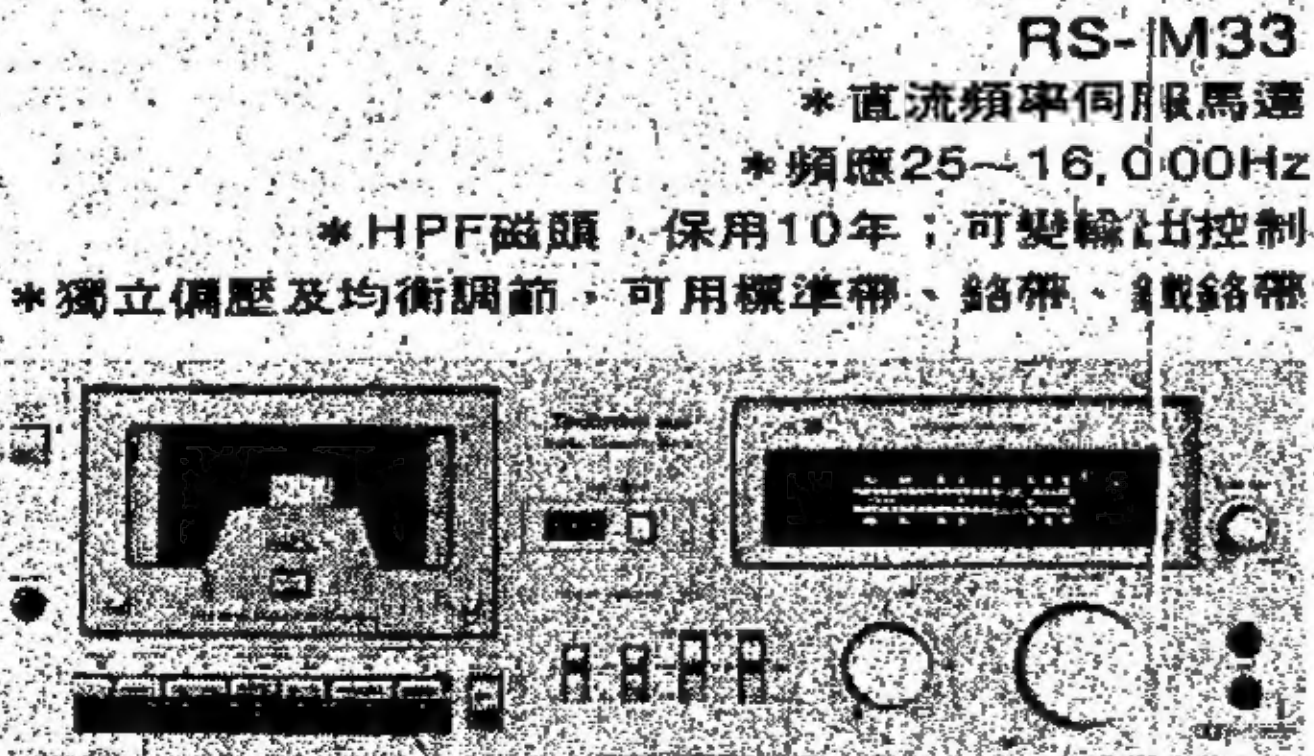 RS-M33
*直流頻率伺服馬達
*頻應25~16,000Hz
*HPF磁頭，保用10年；可變輸出控制
*獨立偏壓及均衡調節，可用標準帶、鉻帶、鐵鉻帶